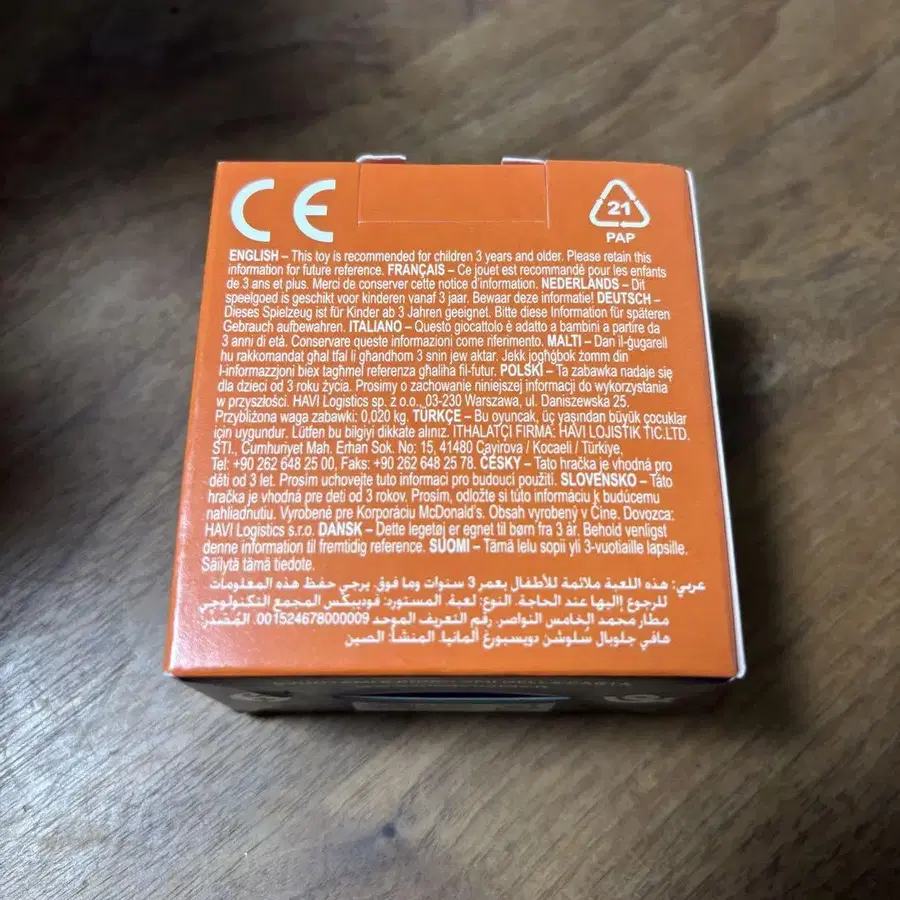 CE
21
PAP
ENGLISH – This toy is recommended for children 3 years and older. Please retain this
information for future reference. FRANÇAIS – Ce jouet est recommandé pour les enfants
de 3 ans et plus. Merci de conserver cette notice d'information. NEDERLANDS – Dit
speelgoed is geschikt voor kinderen vanaf 3 jaar. Bewaar deze informatie! DEUTSCH –
Dieses Spielzeug ist für Kinder ab 3 Jahren geeignet. Bitte diese Information für späteren
Gebrauch aufbewahren. ITALIANO – Questo giocattolo è adatto a bambini a partire da
3 anni di età. Conservare queste informazioni come riferimento. MALTI – Dan il-ġugarell
hu rakkomandat għal tfal li għandhom 3 snin jew aktar. Jekk jogħġbok żomm din
l-informazzjoni biex tagħmel referenza għaliha fil-futur. POLSKI – Ta zabawka nadaje się
dla dzieci od 3 roku życia. Prosimy o zachowanie niniejszej informacji do wykorzystania
w przyszłości. HAVI Logistics sp. z o.o., 03-230 Warszawa, ul. Daniszewska 25.
Przybliżona waga zabawki: 0,020 kg. TÜRKÇE – Bu oyuncak, üç yaşından büyük çocuklar
için uygundur. Lütfen bu bilgiyi dikkate alınız. İTHALATÇI FİRMA: HAVI LOJİSTİK TİC.LTD.
ŞTİ., Cumhuriyet Mah. Erhan Sok. No: 15, 41480 Çayirova / Kocaeli / Türkiye,
Tel: +90 262 648 25 00, Faks: +90 262 648 25 78. ČESKY – Tato hračka je vhodná pro
děti od 3 let. Prosím uchovejte tuto informaci pro budoucí použití. SLOVENSKO – Táto
hračka je vhodná pre deti od 3 rokov. Prosím, odložte si túto informáciu k budúcemu
nahliadnutiu. Vyrobené pre Korporáciu McDonald's. Obsah vyrobený v Číne. Dovozca:
HAVI Logistics s.r.o. DANSK – Dette legetøj er egnet til børn fra 3 år. Behold venligst
denne information til fremtidig reference. SUOMI – Tämä lelu sopii yli 3-vuotiaille lapsille.
Säilytä tämä tiedote.
عربي: هذه اللعبة ملائمة للأطفال بعمر 3 سنوات وما فوق. يرجي حفظ هذه المعلومات
للرجوع إليها عند الحاجة. النوع: لعبة. المستورد: فوديبكس المجمع التكنولوجي
مطار محمد الخامس النواصر. رقم التعريف الموحد 001524678000009. المُصَدّر
هافي جلوبال سُلوشن دويسبورغ ألمانيا. المنشأ: الصين